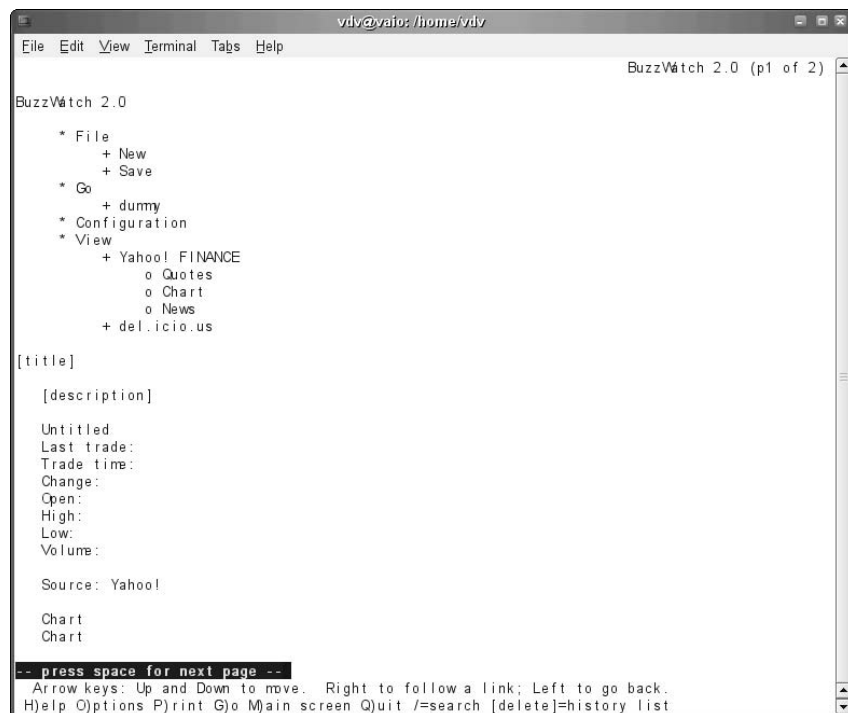 vdv@vaio: /home/vdv
File Edit View Terminal Tabs Help
BuzzWatch 2.0 (p1 of 2)
BuzzWatch 2.0
* File
+ New
+ Save
* Go
+ dummy
* Configuration
* View
+ Yahoo! FINANCE
o Quotes
o Chart
o News
+ del.icio.us
[title]
[description]
Untitled
Last trade:
Trade time:
Change:
Open:
High:
Low:
Volume:
Source: Yahoo!
Chart
Chart
-- press space for next page --
Arrow keys: Up and Down to move. Right to follow a link; Left to go back.
H)elp O)ptions P)rint G)o M)ain screen Q)uit /=search [delete]=history list